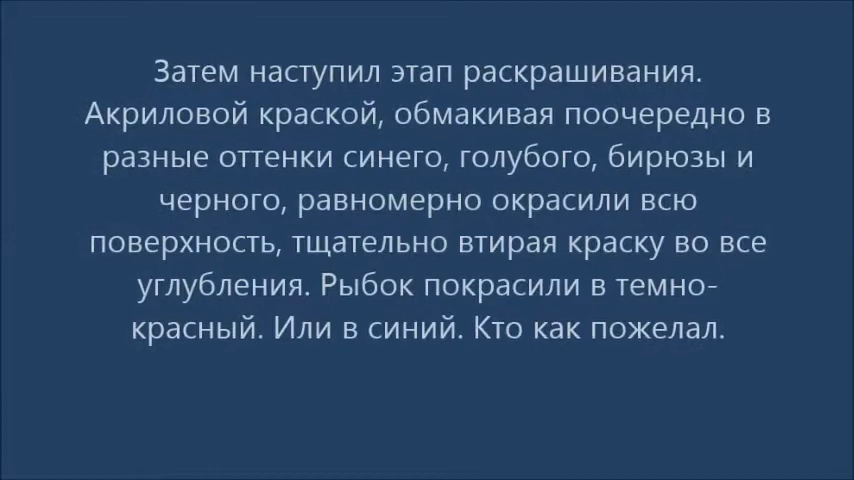 Затем наступил этап раскрашивания.
Акриловой краской, обмакивая поочередно в
разные оттенки синего, голубого, бирюзы и
черного, равномерно окрасили всю
поверхность, тщательно втирая краску во все
углубления. Рыбок покрасили в темно-
красный. Или в синий. Кто как пожелал.